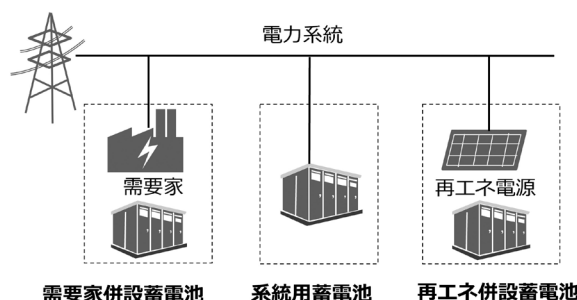 電力系統
需要家
再エネ電源
需要家併設蓄電池
系統用蓄電池
再エネ併設蓄電池